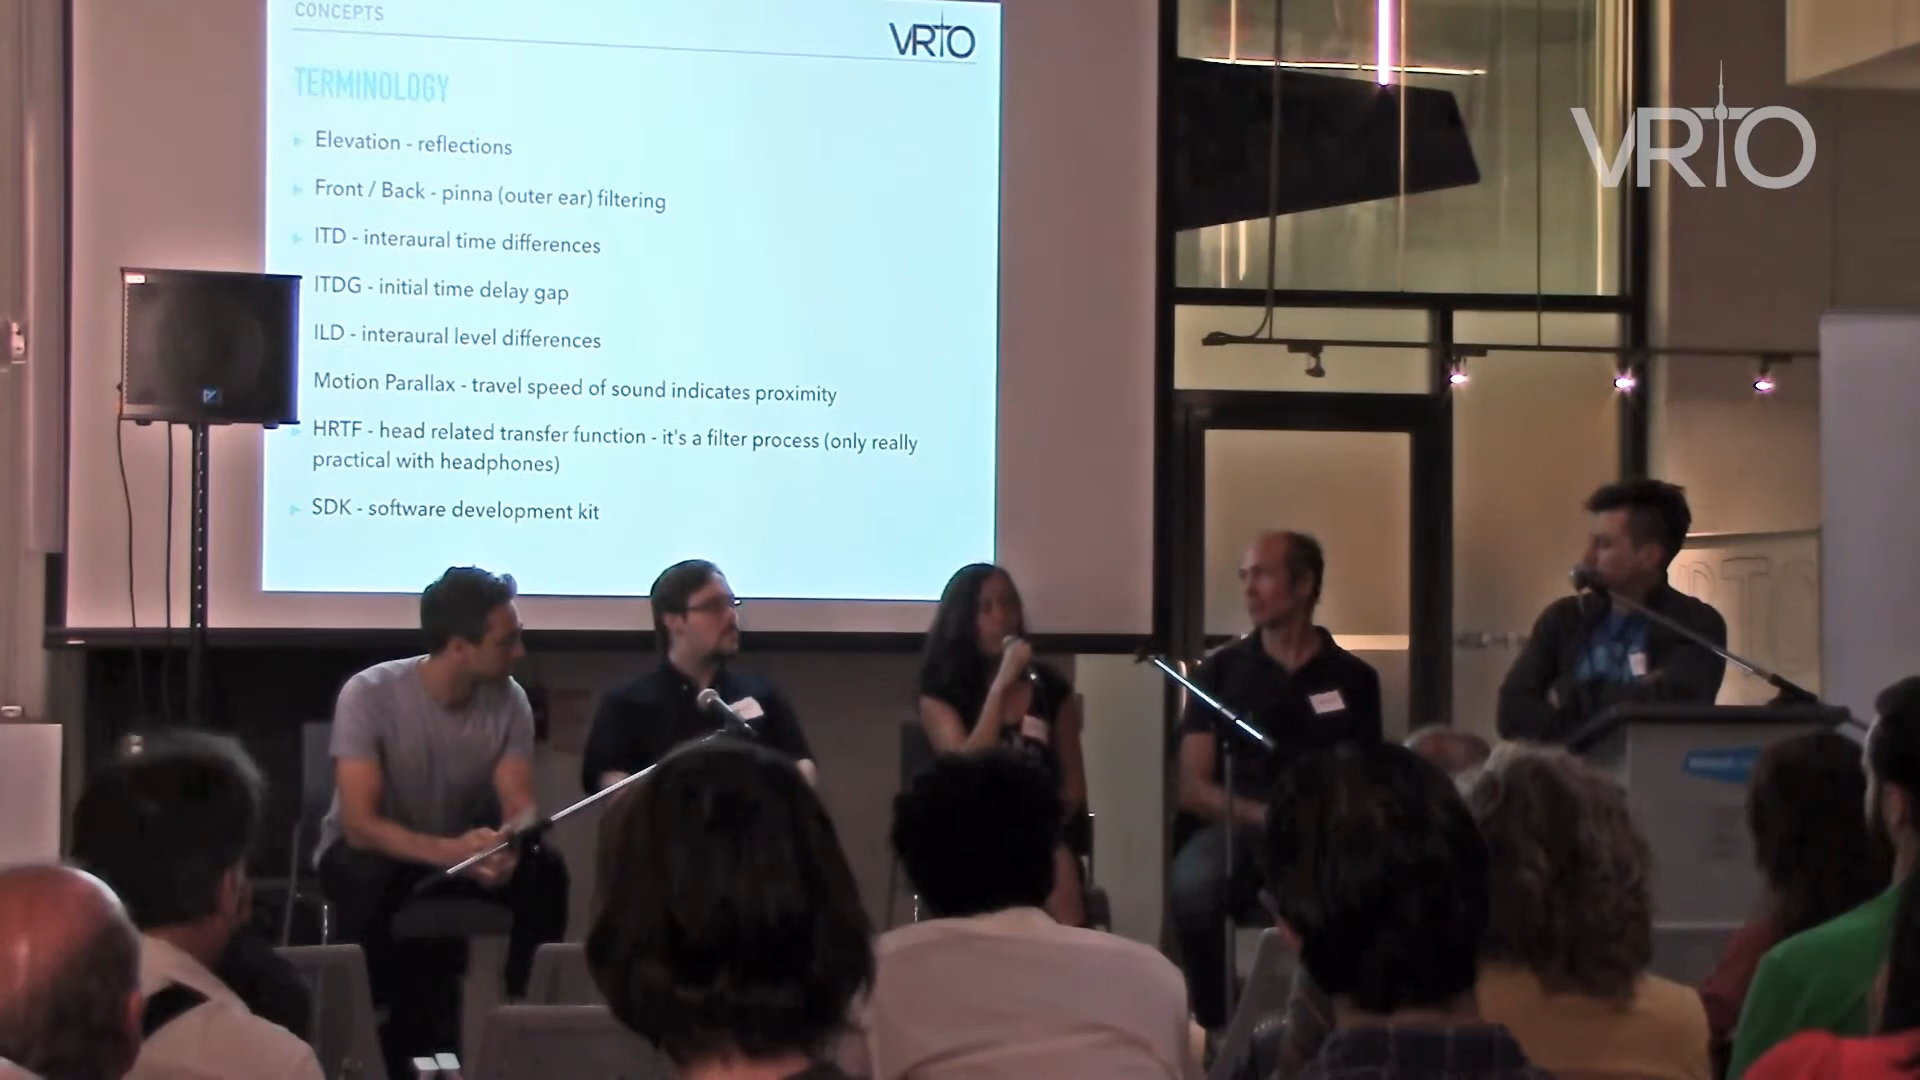 CONCEPTS
VRTO
TERMINOLOGY
Elevation - reflections
Front / Back - pinna (outer ear) filtering
ITD - interaural time differences
ITDG - initial time delay gap
ILD - interaural level differences
Motion Parallax - travel speed of sound indicates proximity
HRTF - head related transfer function - it's a filter process (only really
practical with headphones)
SDK - software development kit
VRTO